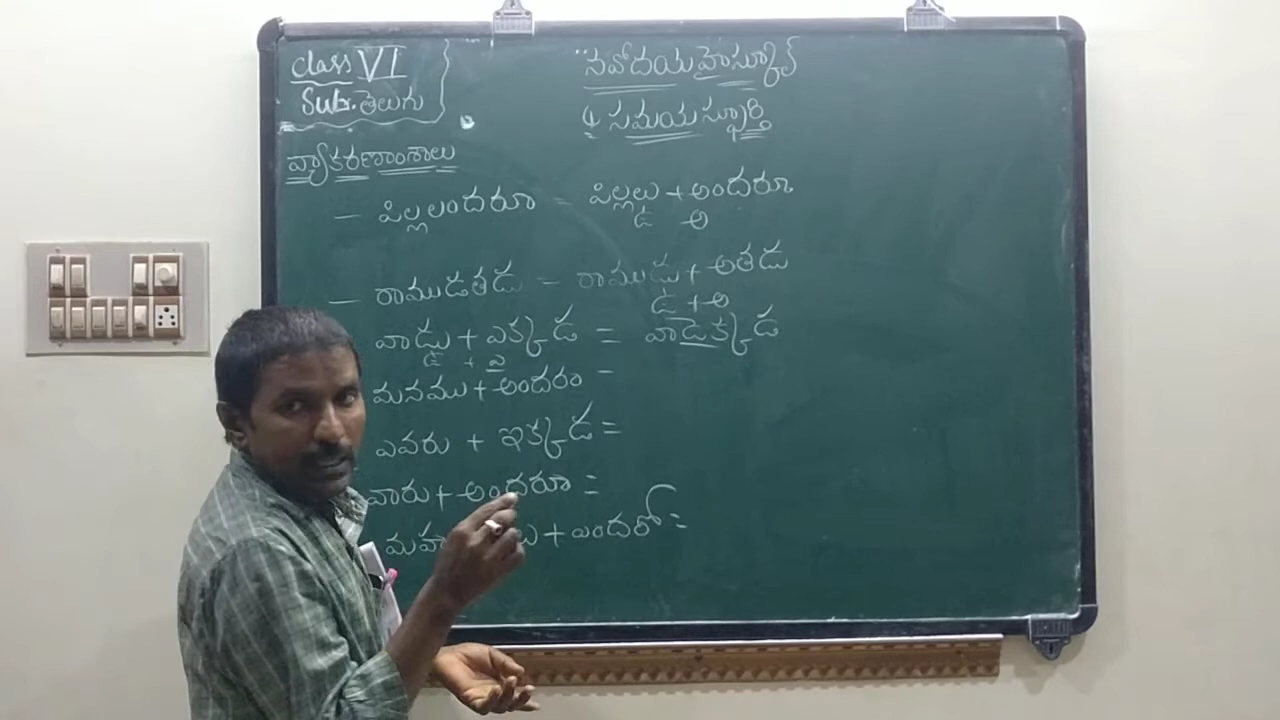 class VI
Sub. తెలుగు
"నవోదయ హైస్కూల్
4 సమయస్ఫూర్తి
వ్యాకరణాంశాలు
– పిల్లలందరూ = పిల్లలు + అందరూ
ఉ అ
– రాముడతడు – రాముడు + అతడు
ఉ + అ
వాడు + ఎక్కడ = వాడెక్కడ
ఉ + ఎ
మనము + అందరం =
ఎవరు + ఇక్కడ =
వారు + అందరూ =
+ ఎందరో =